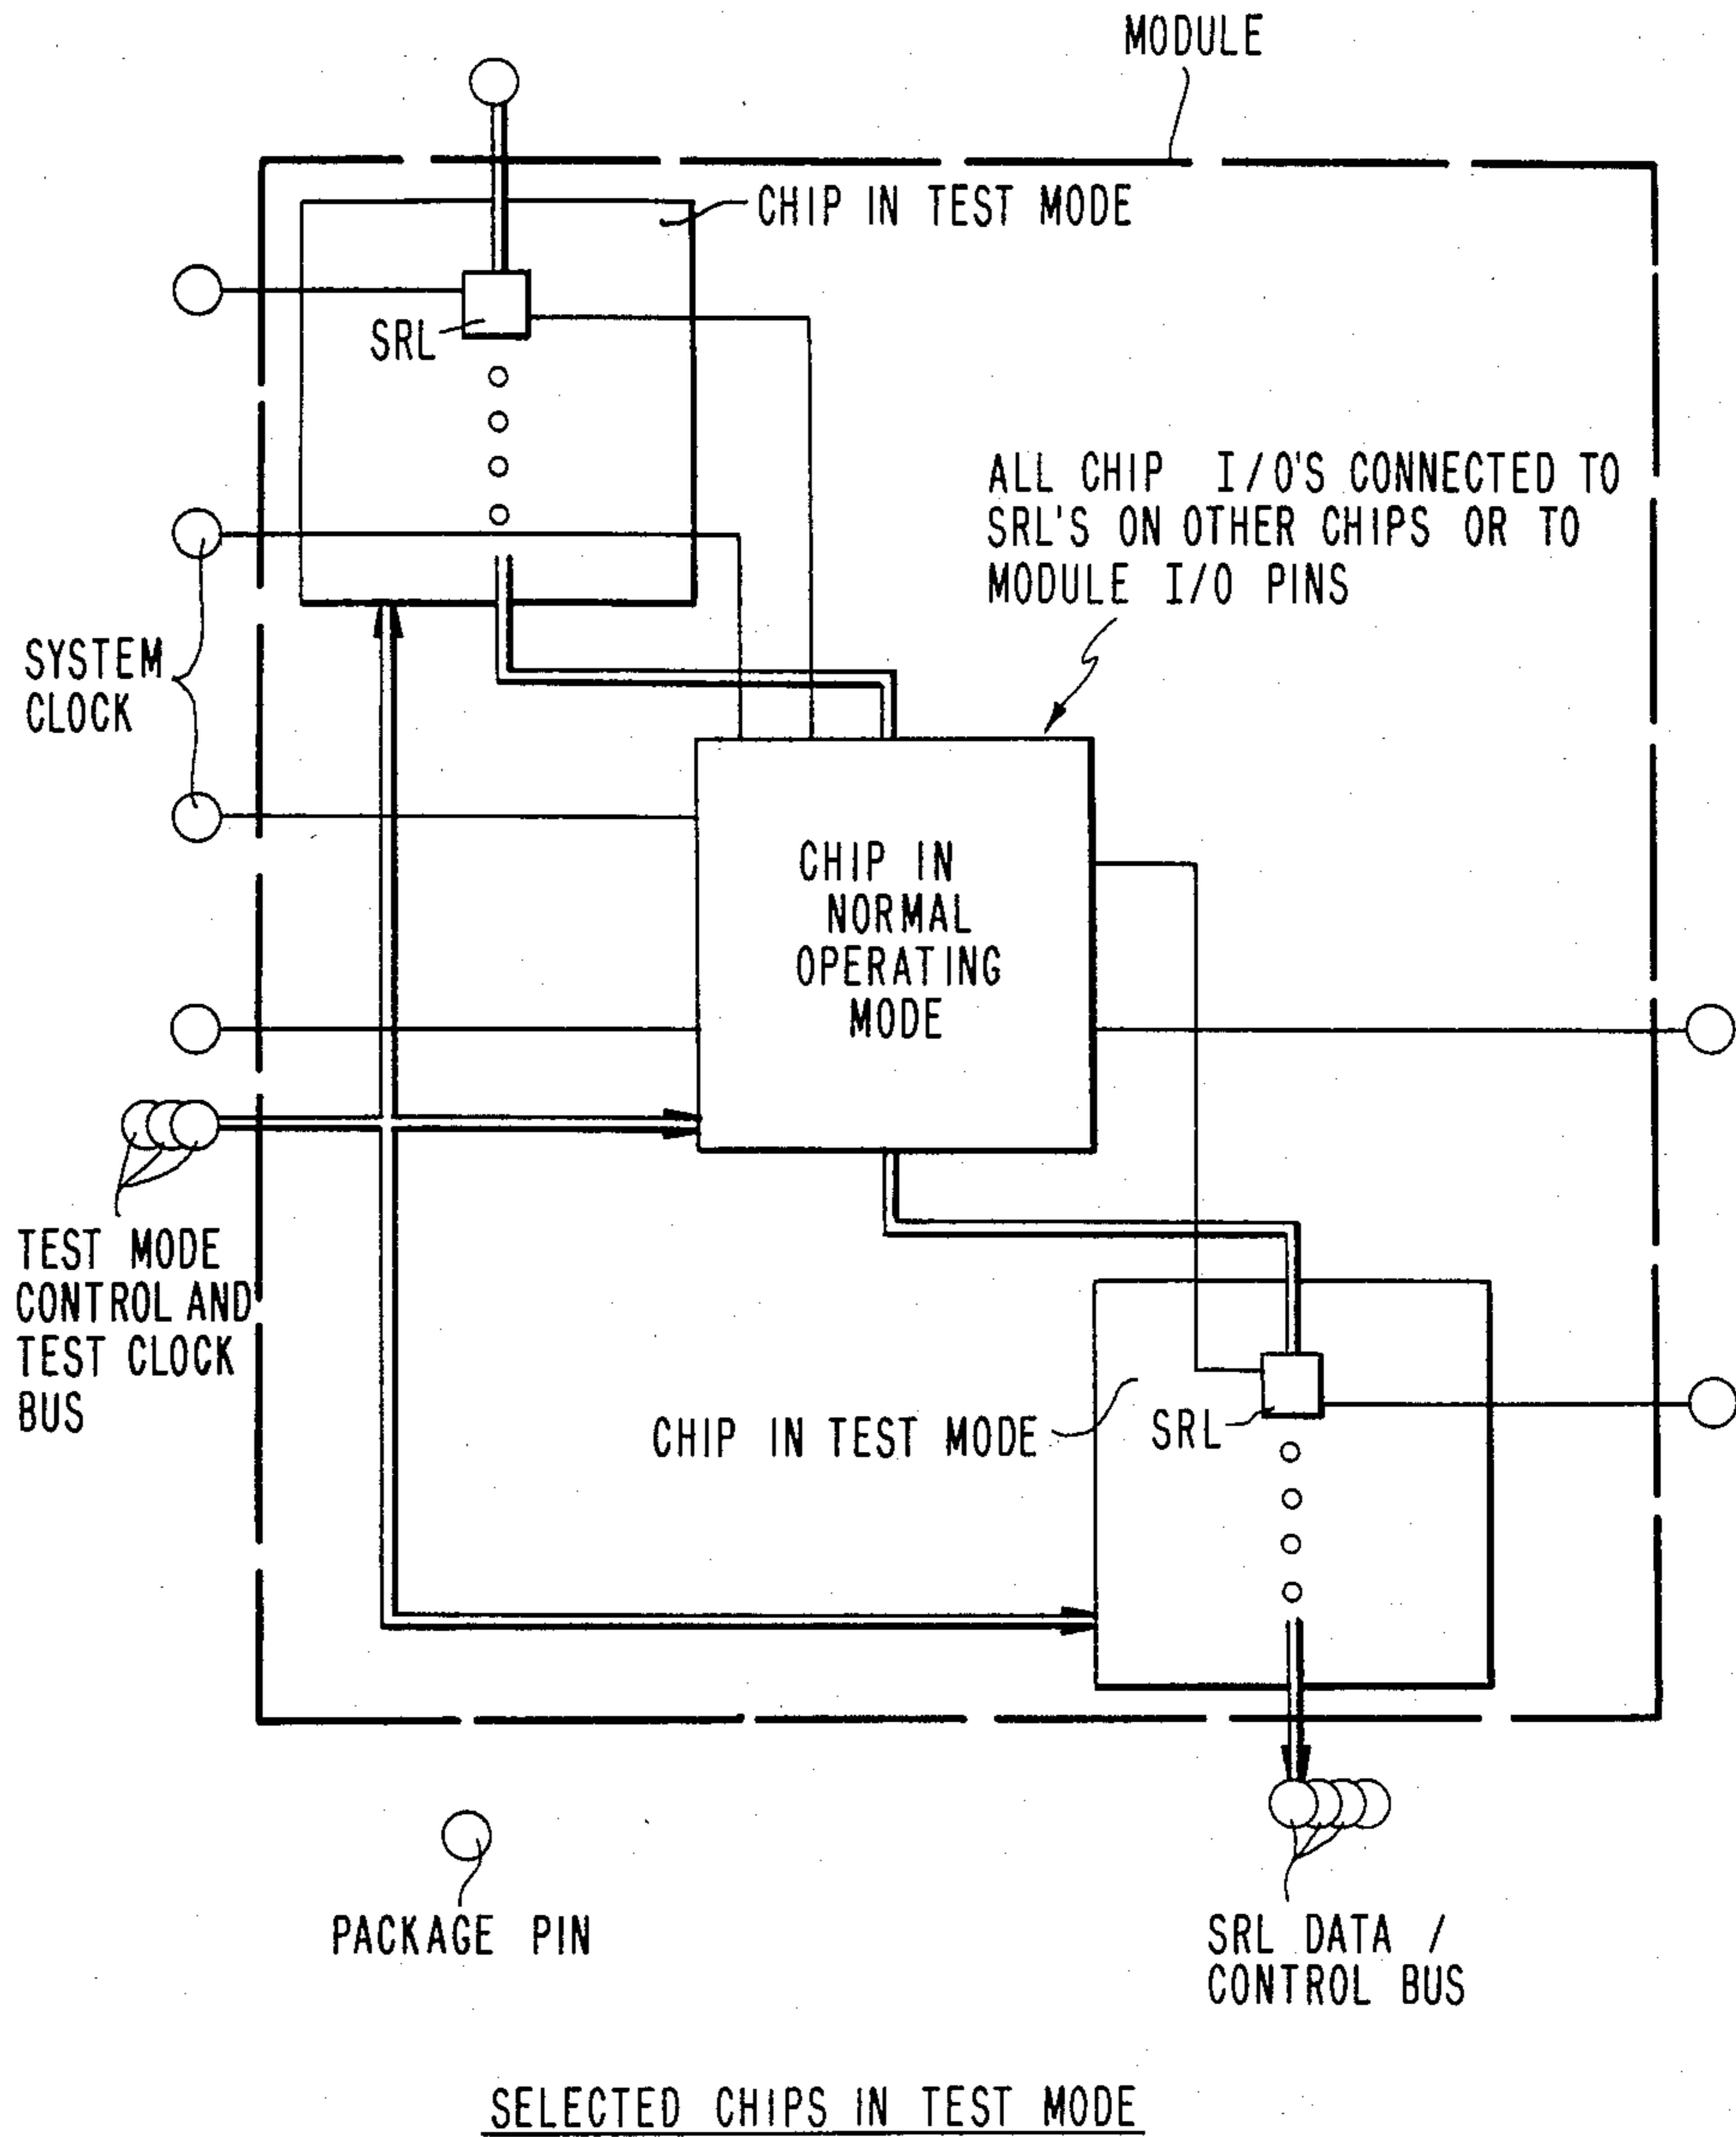 MODULE
CHIP IN TEST MODE
SRL
ALL CHIP I/O'S CONNECTED TO
SRL'S ON OTHER CHIPS OR TO
MODULE I/O PINS
SYSTEM
CLOCK
CHIP IN
NORMAL
OPERATING
MODE
TEST MODE
CONTROL AND
TEST CLOCK
BUS
CHIP IN TEST MODE
SRL
PACKAGE PIN
SRL DATA /
CONTROL BUS
SELECTED CHIPS IN TEST MODE